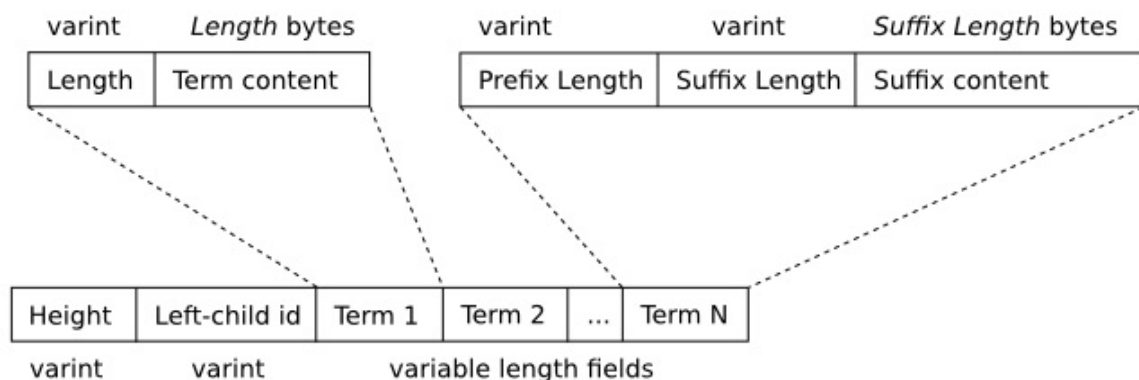 varint Length bytes varint varint Suffix Length bytes
Length Term content Prefix Length Suffix Length Suffix content
Height Left-child id Term 1 Term 2 ... Term N
varint varint variable length fields